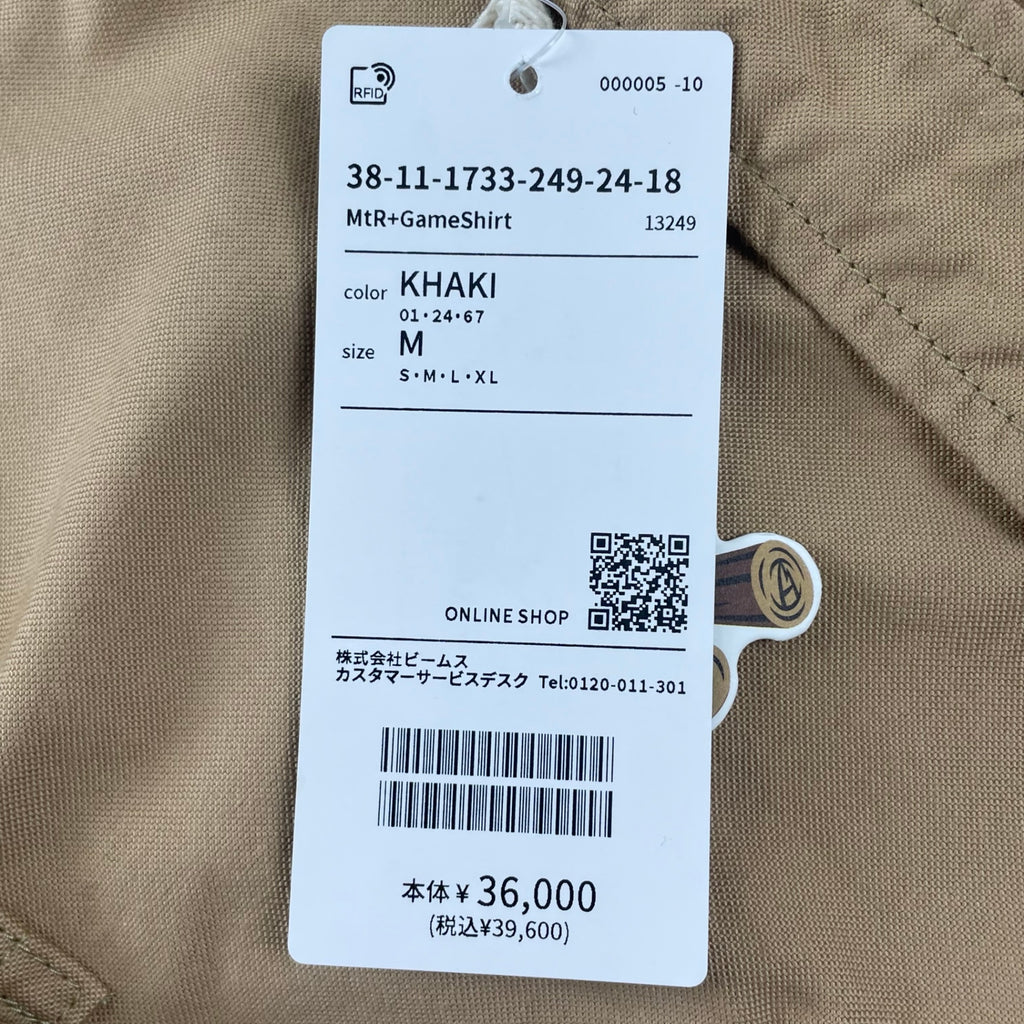 RFID
000005 -10
38-11-1733-249-24-18
MtR+GameShirt 13249
color KHAKI
01・24・67
size M
S・M・L・XL
ONLINE SHOP
株式会社ビームス
カスタマーサービスデスク Tel:0120-011-301
本体¥36,000
(税込¥39,600)